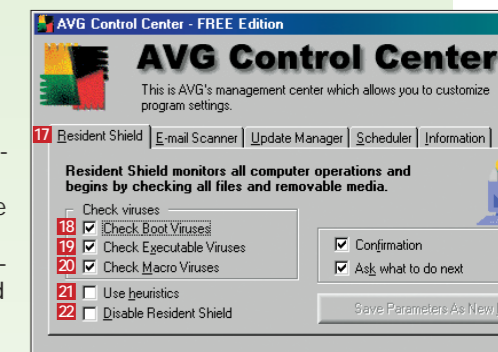 AVG Control Center - FREE Edition
AVG Control Center
This is AVG's management center which allows you to customize
program settings.
17 Resident Shield E-mail Scanner Update Manager Scheduler Information
Resident Shield monitors all computer operations and
begins by checking all files and removable media.
Check viruses
18 Check Boot Viruses
19 Check Executable Viruses
20 Check Macro Viruses
Confirmation
Ask what to do next
21 Use heuristics
22 Disable Resident Shield
Save Parameters As New